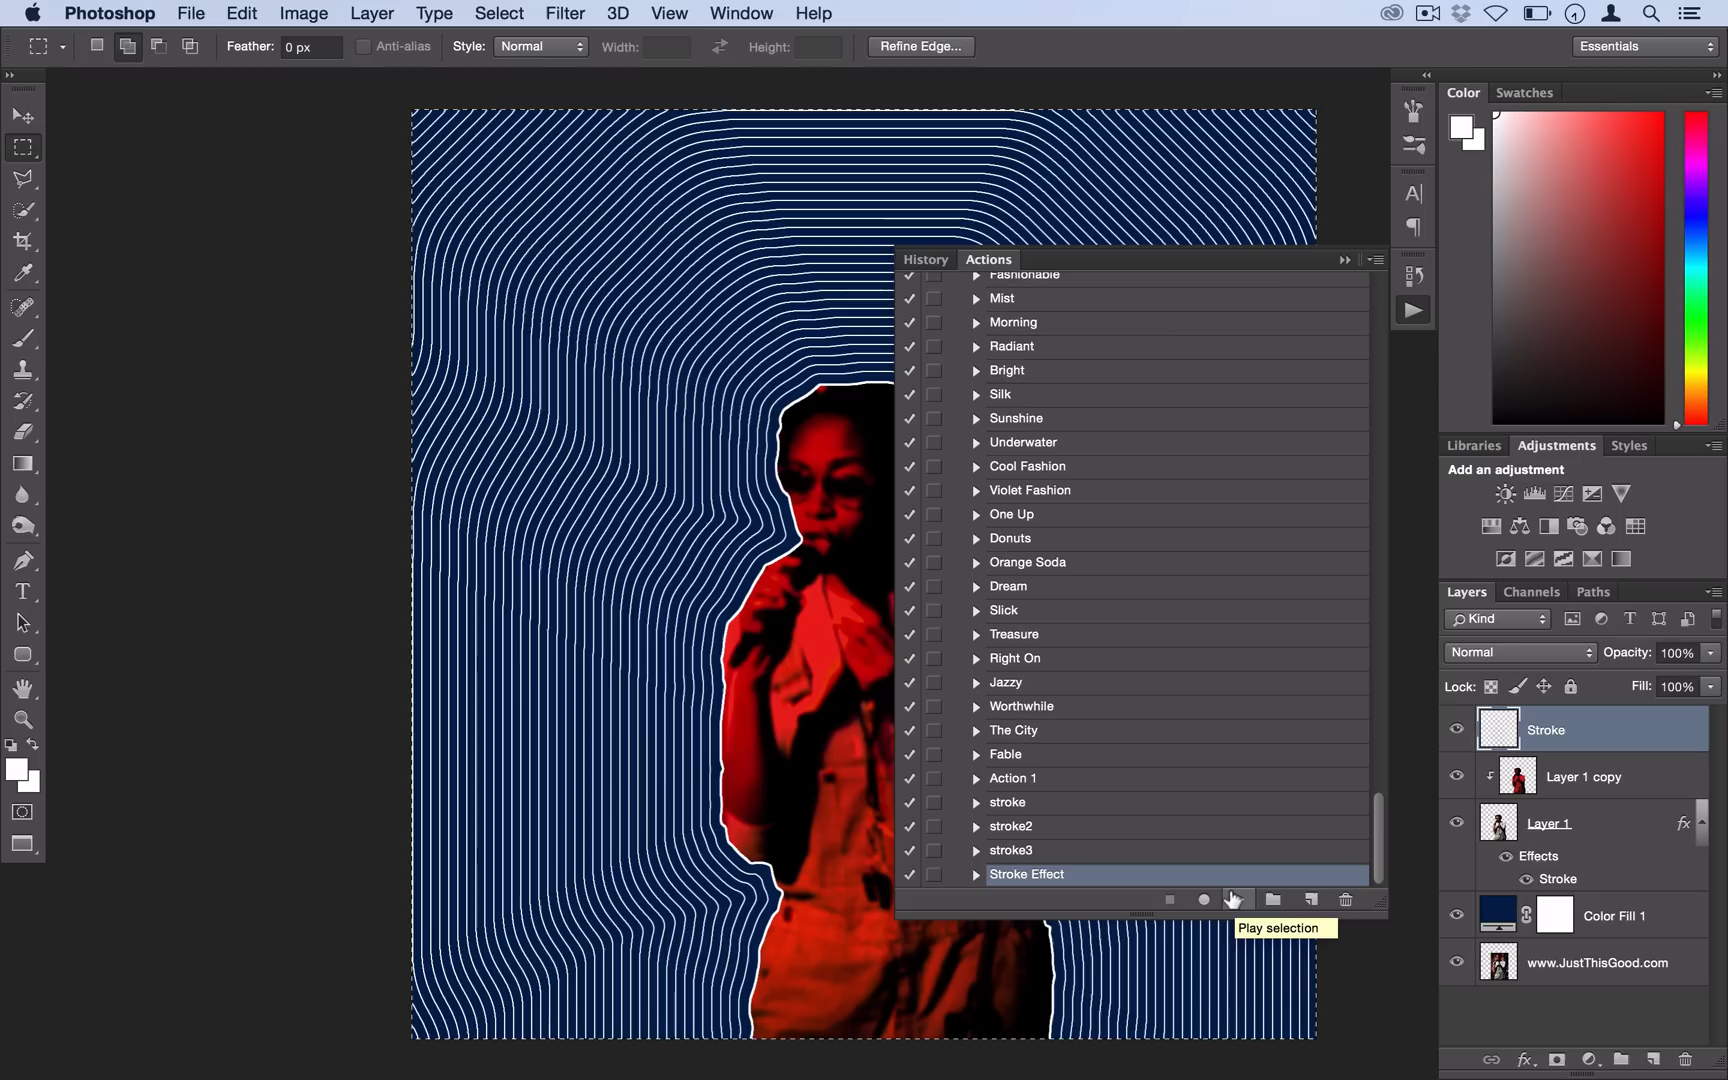 Photoshop File Edit Image Layer Type Select Filter 3D View Window Help
Feather: 0 px Anti-alias Style: Normal Width: Height: Refine Edge... Essentials
Color Swatches
History Actions
Fashionable
Mist
Morning
Radiant
Bright
Silk
Sunshine
Underwater
Cool Fashion
Violet Fashion
One Up
Donuts
Orange Soda
Dream
Slick
Treasure
Right On
Jazzy
Worthwhile
The City
Fable
Action 1
stroke
stroke2
stroke3
Stroke Effect
Play selection
Libraries Adjustments Styles
Add an adjustment
Layers Channels Paths
Kind
Normal Opacity: 100%
Lock: Fill: 100%
Stroke
Layer 1 copy
Layer 1 fx
Effects
Stroke
Color Fill 1
www.JustThisGood.com
fx